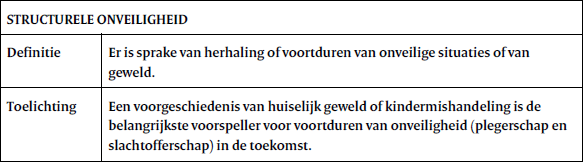 STRUCTURELE ONVEILIGHEID
Definitie
Er is sprake van herhaling of voortduren van onveilige situaties of van
geweld.
Toelichting
Een voorgeschiedenis van huiselijk geweld of kindermishandeling is de
belangrijkste voorspeller voor voortduren van onveiligheid (plegerschap en
slachtofferschap) in de toekomst.